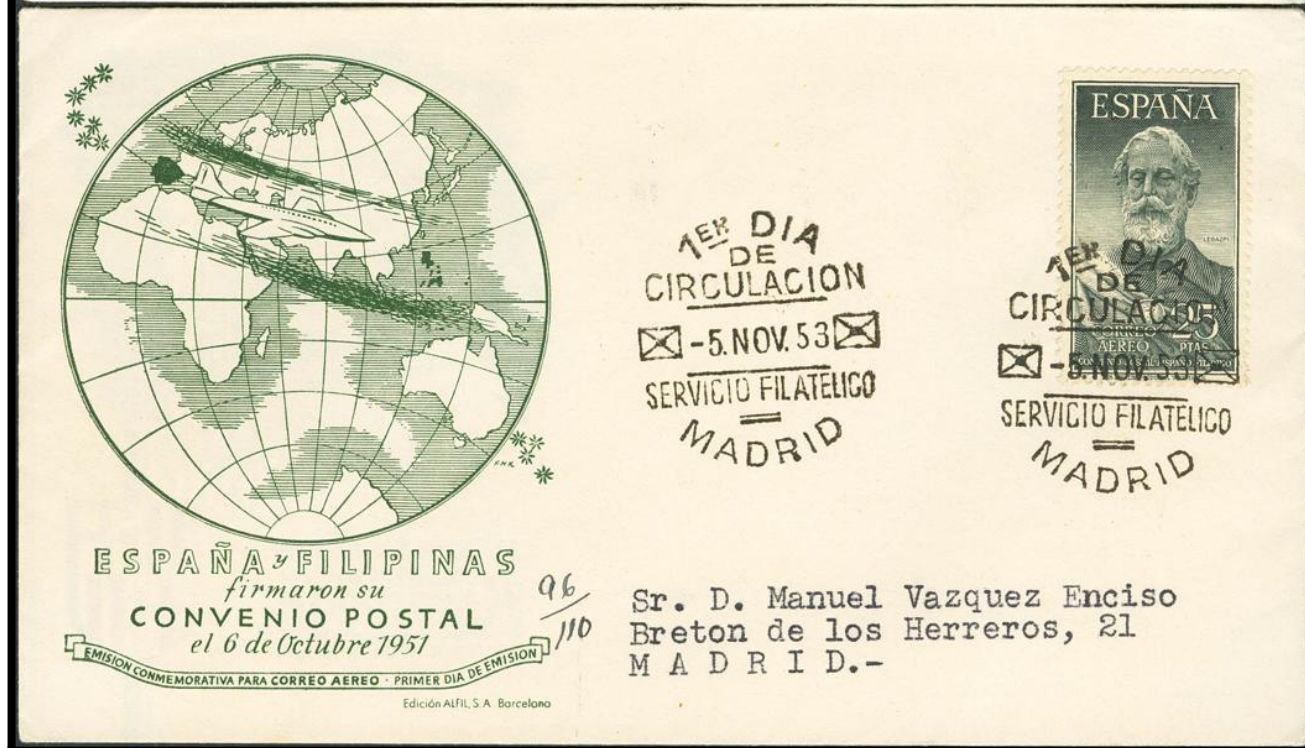 ESPAÑA y FILIPINAS
firmaron su
CONVENIO POSTAL
el 6 de Octubre 1951
EMISION CONMEMORATIVA PARA CORREO AEREO · PRIMER DIA DE EMISION
Edición ALFIL, S.A. Barcelona
96/110
1ER DIA
DE
CIRCULACION
-5.NOV.53
SERVICIO FILATELICO
MADRID
ESPAÑA
LEGAZPI
CORREO
AEREO
25
PTAS
1ER DIA
DE
CIRCULACION
-5.NOV.53
SERVICIO FILATELICO
MADRID
Sr. D. Manuel Vazquez Enciso
Breton de los Herreros, 21
M A D R I D.-